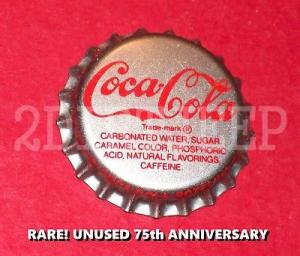 Coca-Cola
Trade-mark ®
CARBONATED WATER, SUGAR,
CARAMEL COLOR, PHOSPHORIC
ACID, NATURAL FLAVORINGS,
CAFFEINE.
RARE! UNUSED 75th ANNIVERSARY